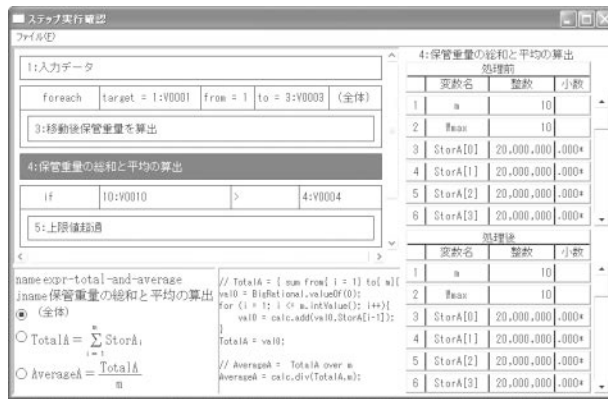 ステップ実行確認
ファイル(F)
1:入力データ
foreach target = 1:V0001 from = 1 to = 3:V0003 (全体)
3:移動後保管重量を算出
4:保管重量の総和と平均の算出
if 10:V0010 > 4:V0004
5:上限値超過
name expr-total-and-average
jname 保管重量の総和と平均の算出
(全体)
TotalA = m Σ i = 1 StorA i
AverageA = TotalA / m
// TotalA = { sum from{ i = 1} to{ m}{
val0 = BigRational.valueOf(0);
for (i = 1; i <= m.intValue(); i++){
val0 = calc.add(val0,StorA[i-1]);
}
TotalA = val0;
// AverageA = TotalA over m
AverageA = calc.div(TotalA,m);
4:保管重量の総和と平均の算出
処理前
変数名 整数 小数
1 m 10
2 Wmax 10
3 StorA[0] 20,000,000 .000*
4 StorA[1] 20,000,000 .000*
5 StorA[2] 20,000,000 .000*
6 StorA[3] 20,000,000 .000*
処理後
変数名 整数 小数
1 m 10
2 Wmax 10
3 StorA[0] 20,000,000 .000*
4 StorA[1] 20,000,000 .000*
5 StorA[2] 20,000,000 .000*
6 StorA[3] 20,000,000 .000*